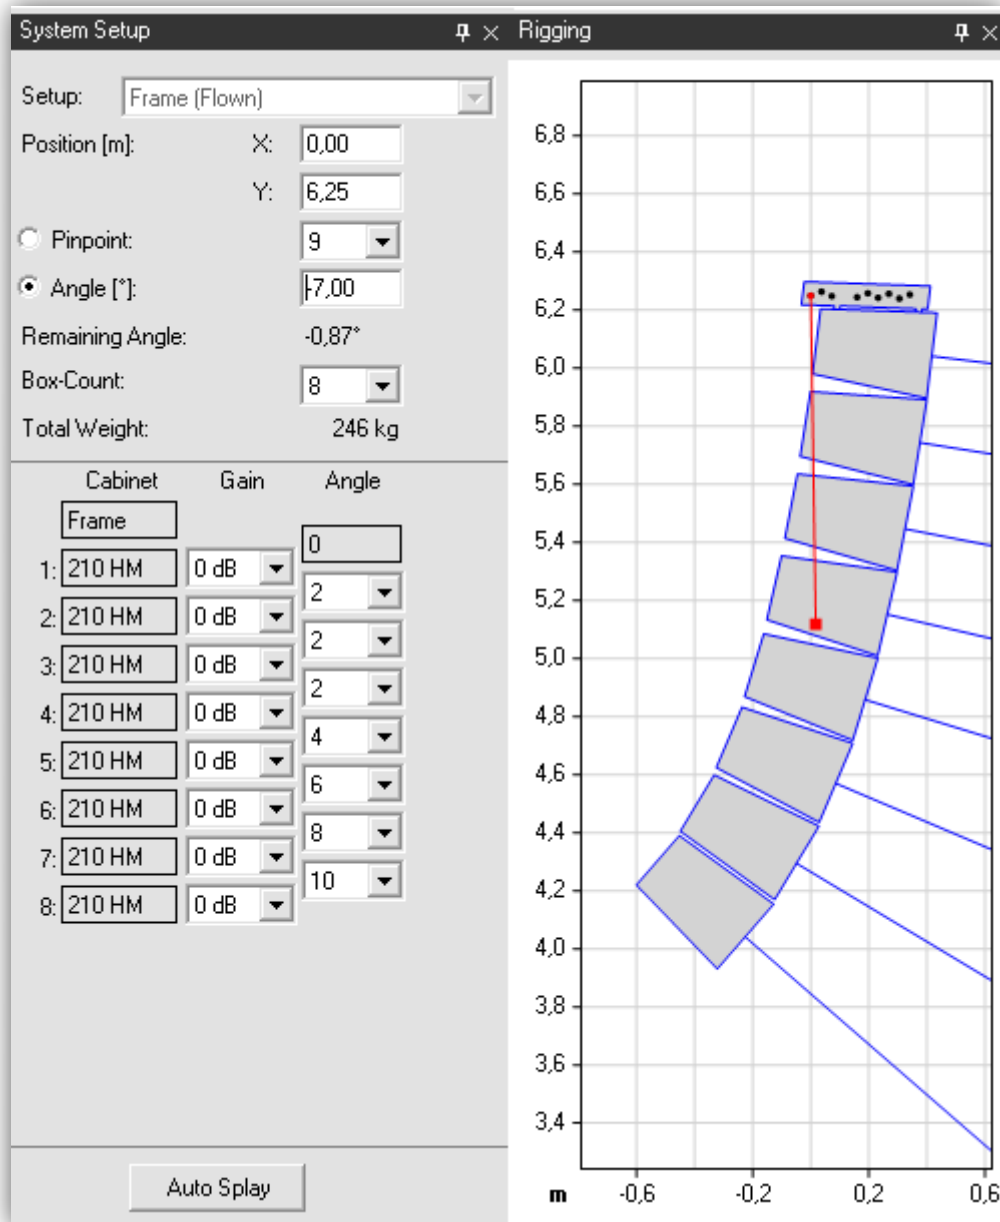 System Setup
Setup: Frame (Flown)
Position [m]: X: 0,00
Y: 6,25
Pinpoint: 9
Angle [°]: -7,00
Remaining Angle: -0,87°
Box-Count: 8
Total Weight: 246 kg
Cabinet Gain Angle
Frame
0
1: 210 HM 0 dB
2
2: 210 HM 0 dB
2
3: 210 HM 0 dB
2
4: 210 HM 0 dB
4
5: 210 HM 0 dB
6
6: 210 HM 0 dB
8
7: 210 HM 0 dB
10
8: 210 HM 0 dB
Auto Splay
Rigging
6,8
6,6
6,4
6,2
6,0
5,8
5,6
5,4
5,2
5,0
4,8
4,6
4,4
4,2
4,0
3,8
3,6
3,4
m -0,6 -0,2 0,2 0,6